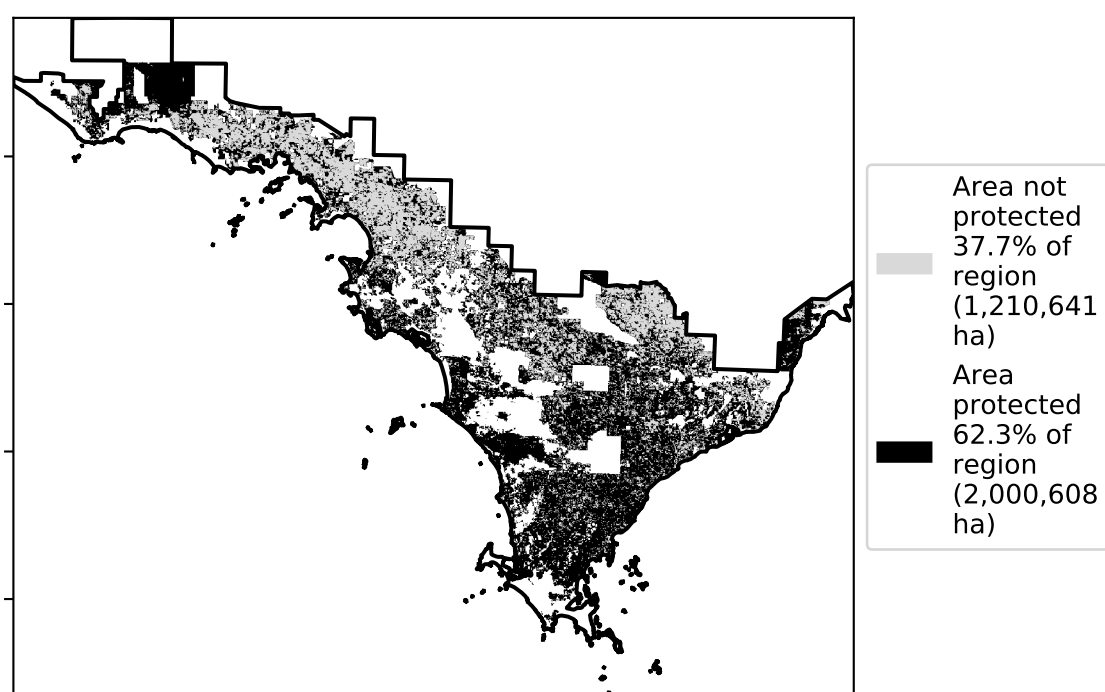 Area not
protected
37.7% of
region
(1,210,641
ha)
Area
protected
62.3% of
region
(2,000,608
ha)